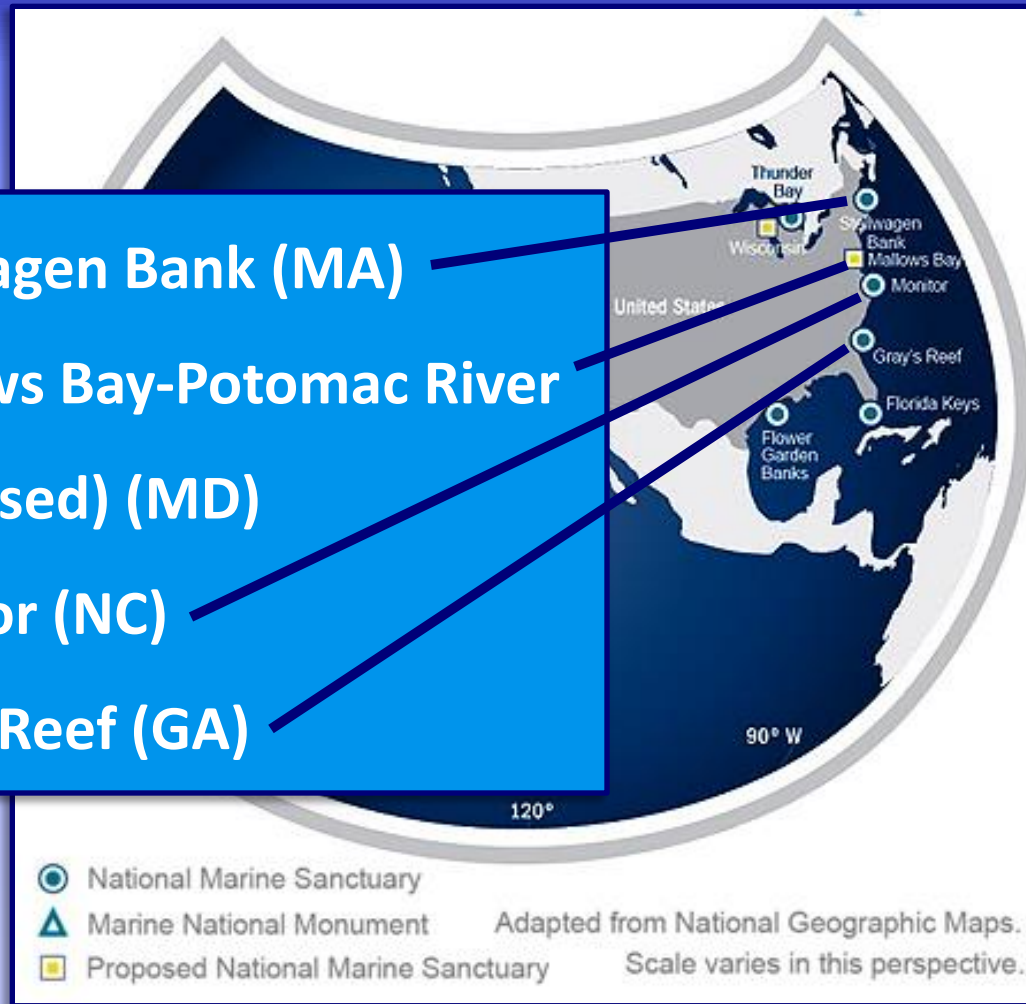 agen Bank (MA)
ws Bay-Potomac River
sed) (MD)
or (NC)
Reef (GA)
Thunder
Bay
Wisconsin
Stellwagen
Bank
Mallows Bay
Monitor
United States
Gray's Reef
Florida Keys
Flower
Garden
Banks
90° W
120°
National Marine Sanctuary
Marine National Monument
Proposed National Marine Sanctuary
Adapted from National Geographic Maps.
Scale varies in this perspective.